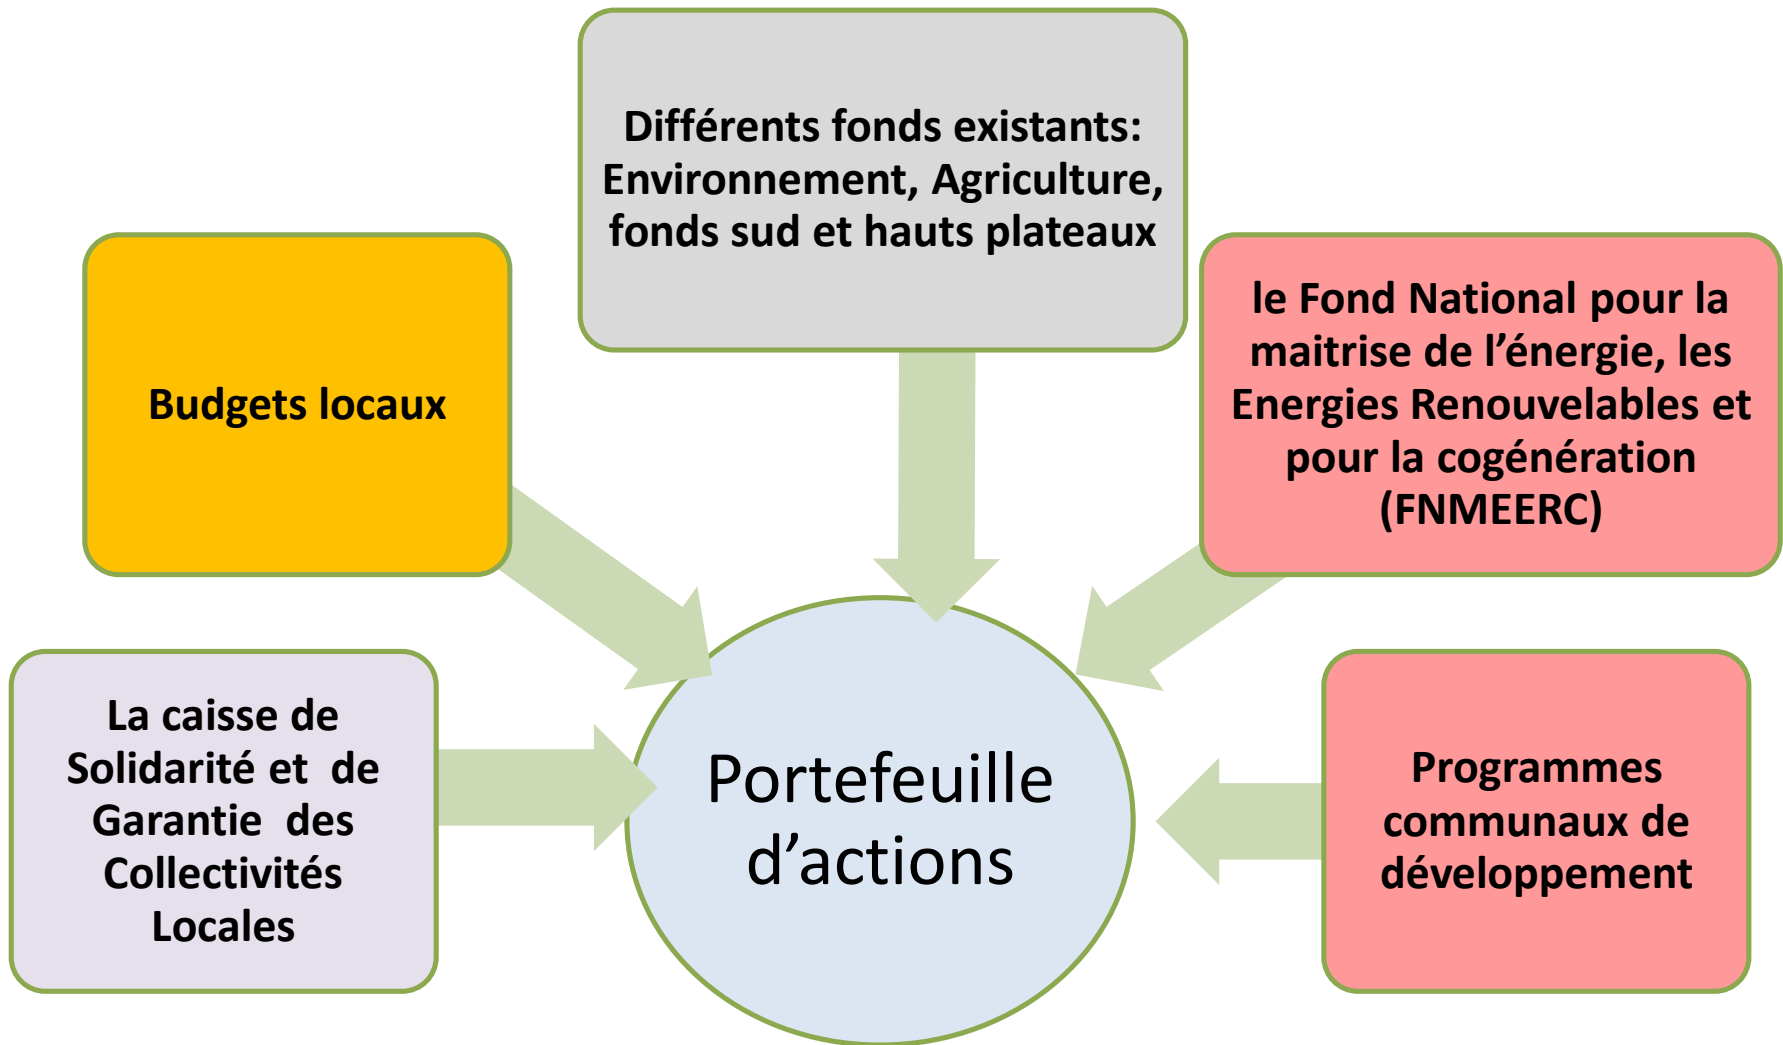 Différents fonds existants:
Environnement, Agriculture,
fonds sud et hauts plateaux
Budgets locaux
le Fond National pour la
maitrise de l’énergie, les
Energies Renouvelables et
pour la cogénération
(FNMEERC)
La caisse de
Solidarité et  de
Garantie  des
Collectivités
Locales
Portefeuille
d’actions
Programmes
communaux de
développement